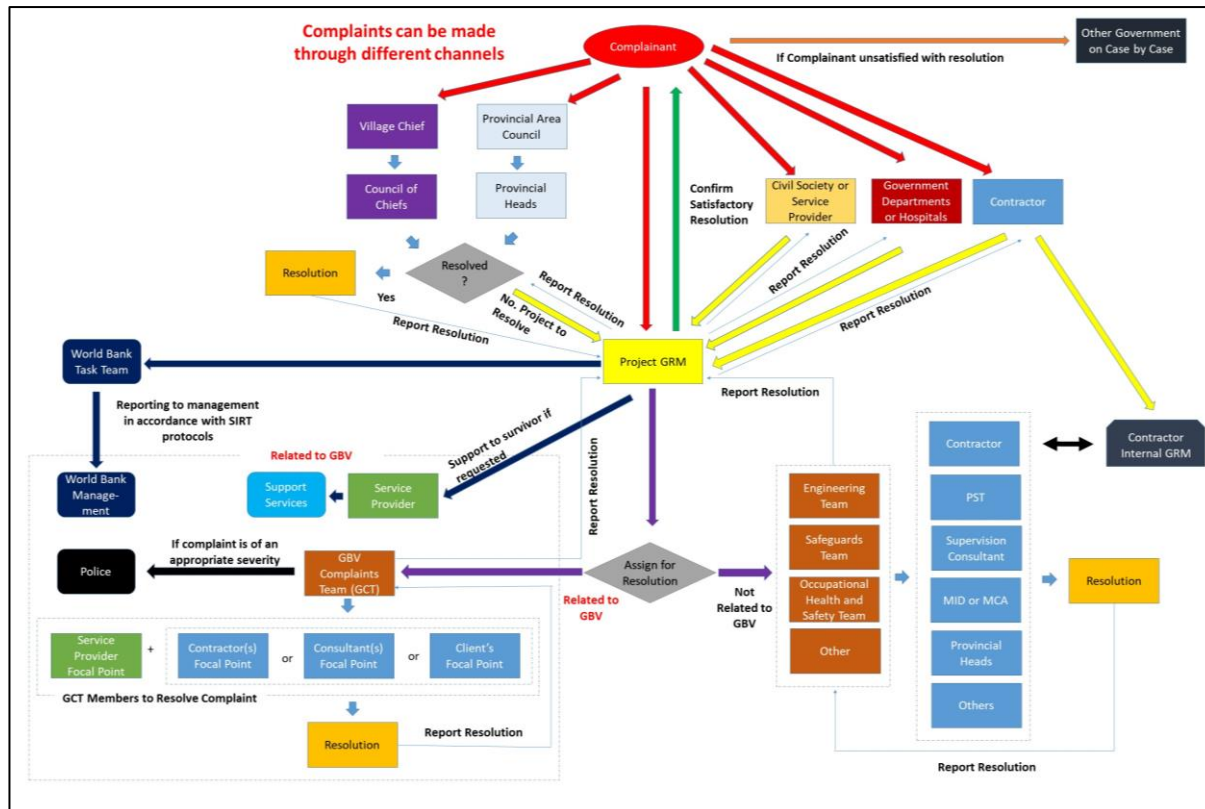 Complaints can be made
through different channels
Complainant
Other Government
on Case by Case
If Complainant unsatisfied with resolution
Village Chief
Provincial Area
Council
Council of
Chiefs
Provincial
Heads
Confirm
Satisfactory
Resolution
Civil Society or
Service
Provider
Government
Departments
or Hospitals
Contractor
Resolution
Resolved
?
Yes
Report Resolution
No. Project to
Resolve
Report Resolution
Report Resolution
Report Resolution
World Bank
Task Team
Project GRM
Report Resolution
Reporting to management
in accordance with SIRT
protocols
Support to survivor if
requested
Related to GBV
World Bank
Manage-
ment
Support
Services
Service
Provider
Report Resolution
Contractor
Contractor
Internal GRM
Engineering
Team
PST
Safeguards
Team
Supervision
Consultant
If complaint is of an
appropriate severity
Police
GBV
Complaints
Team (GCT)
Assign for
Resolution
Related to
GBV
Not
Related to
GBV
Occupational
Health and
Safety Team
MID or MCA
Resolution
Other
Provincial
Heads
Others
Service
Provider
Focal Point
+
Contractor(s)
Focal Point
or
Consultant(s)
Focal Point
or
Client's
Focal Point
GCT Members to Resolve Complaint
Resolution
Report Resolution
Report Resolution